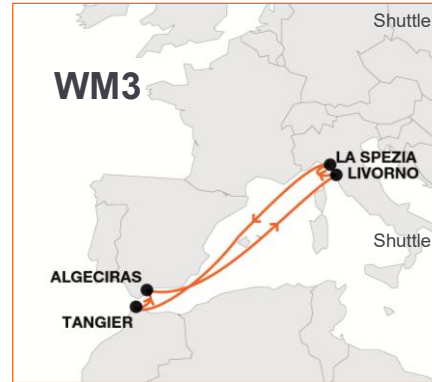 Shuttle
WM3
LA SPEZIA
LIVORNO
Shuttle
ALGECIRAS
TANGIER